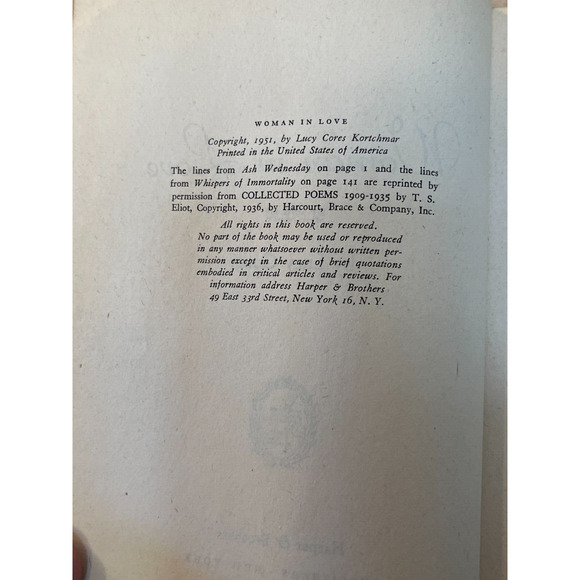 WOMAN IN LOVE
Copyright, 1951, by Lucy Cores Kortchmar
Printed in the United States of America
The lines from Ash Wednesday on page 1 and the lines
from Whispers of Immortality on page 141 are reprinted by
permission from COLLECTED POEMS 1909-1935 by T. S.
Eliot, Copyright, 1936, by Harcourt, Brace & Company, Inc.
All rights in this book are reserved.
No part of the book may be used or reproduced
in any manner whatsoever without written per-
mission except in the case of brief quotations
embodied in critical articles and reviews. For
information address Harper & Brothers
49 East 33rd Street, New York 16, N. Y.